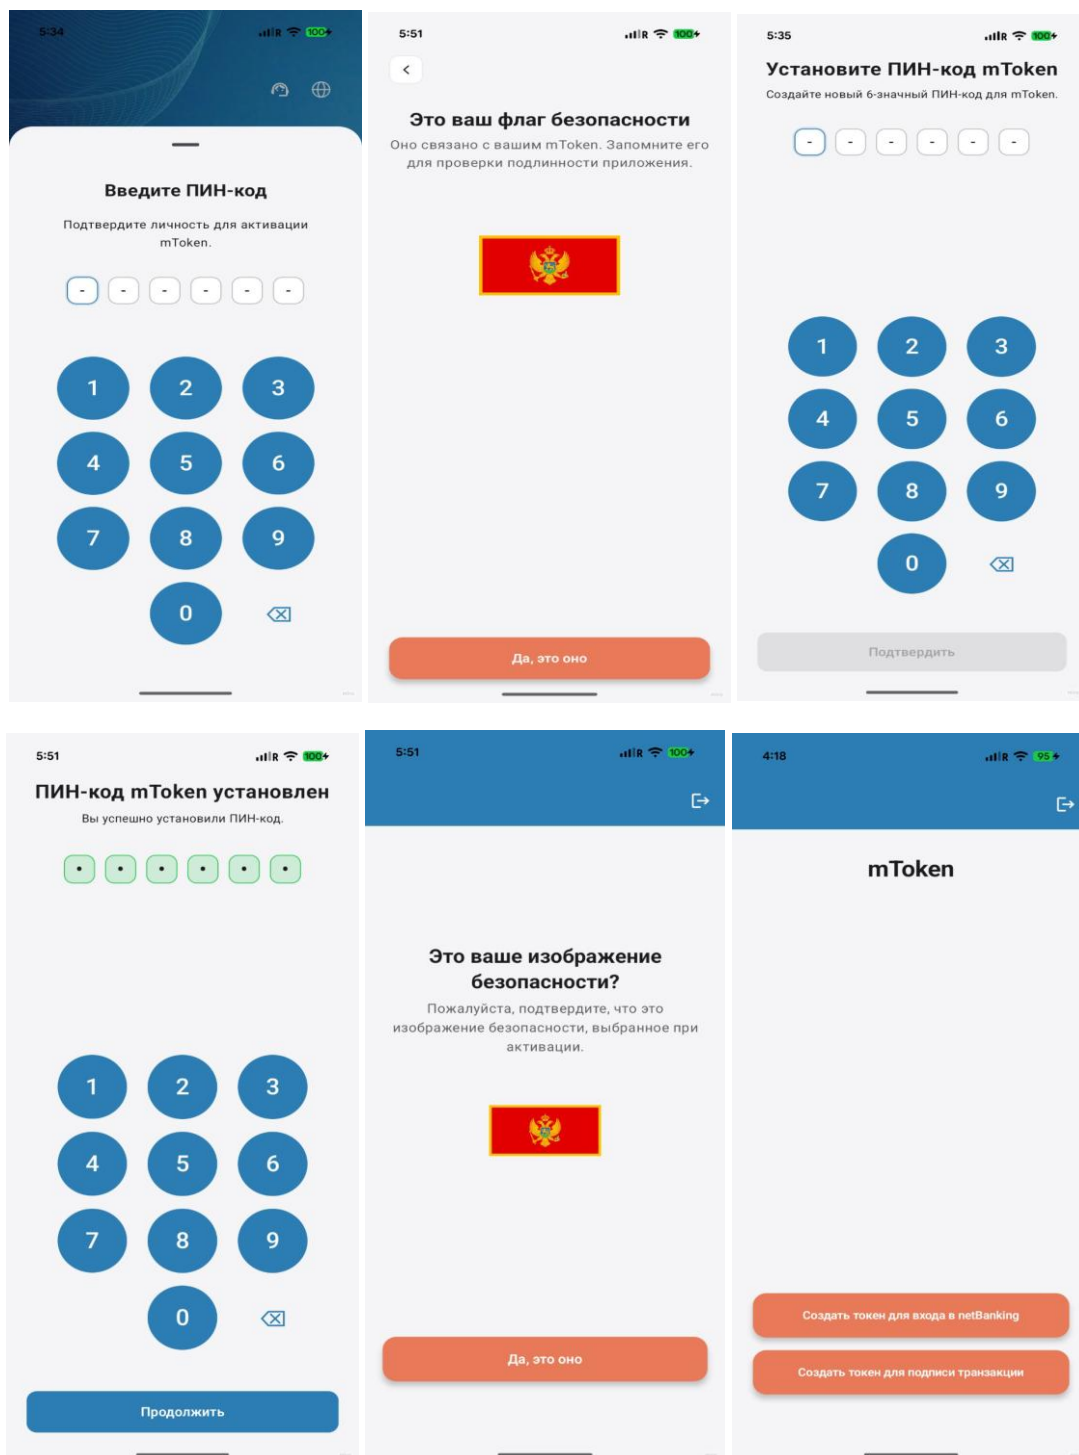 5:34
R 100
Введите ПИН-код
Подтвердите личность для активации
mToken.
- - - - - -
1 2 3
4 5 6
7 8 9
0
5:51
R 100
Это ваш флаг безопасности
Оно связано с вашим mToken. Запомните его
для проверки подлинности приложения.
Да, это оно
5:35
R 100
Установите ПИН-код mToken
Создайте новый 6-значный ПИН-код для mToken.
- - - - - -
1 2 3
4 5 6
7 8 9
0
Подтвердить
5:51
R 100
ПИН-код mToken установлен
Вы успешно установили ПИН-код.
1 2 3
4 5 6
7 8 9
0
Продолжить
5:51
R 100
Это ваше изображение
безопасности?
Пожалуйста, подтвердите, что это
изображение безопасности, выбранное при
активации.
Да, это оно
4:18
R 95
mToken
Создать токен для входа в netBanking
Создать токен для подписи транзакции